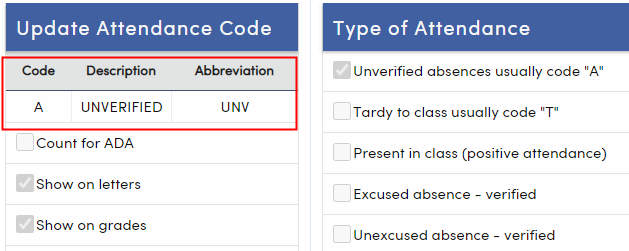 Update Attendance Code
Code Description Abbreviation
A UNVERIFIED UNV
Count for ADA
Show on letters
Show on grades
Type of Attendance
Unverified absences usually code "A"
Tardy to class usually code "T"
Present in class (positive attendance)
Excused absence - verified
Unexcused absence - verified